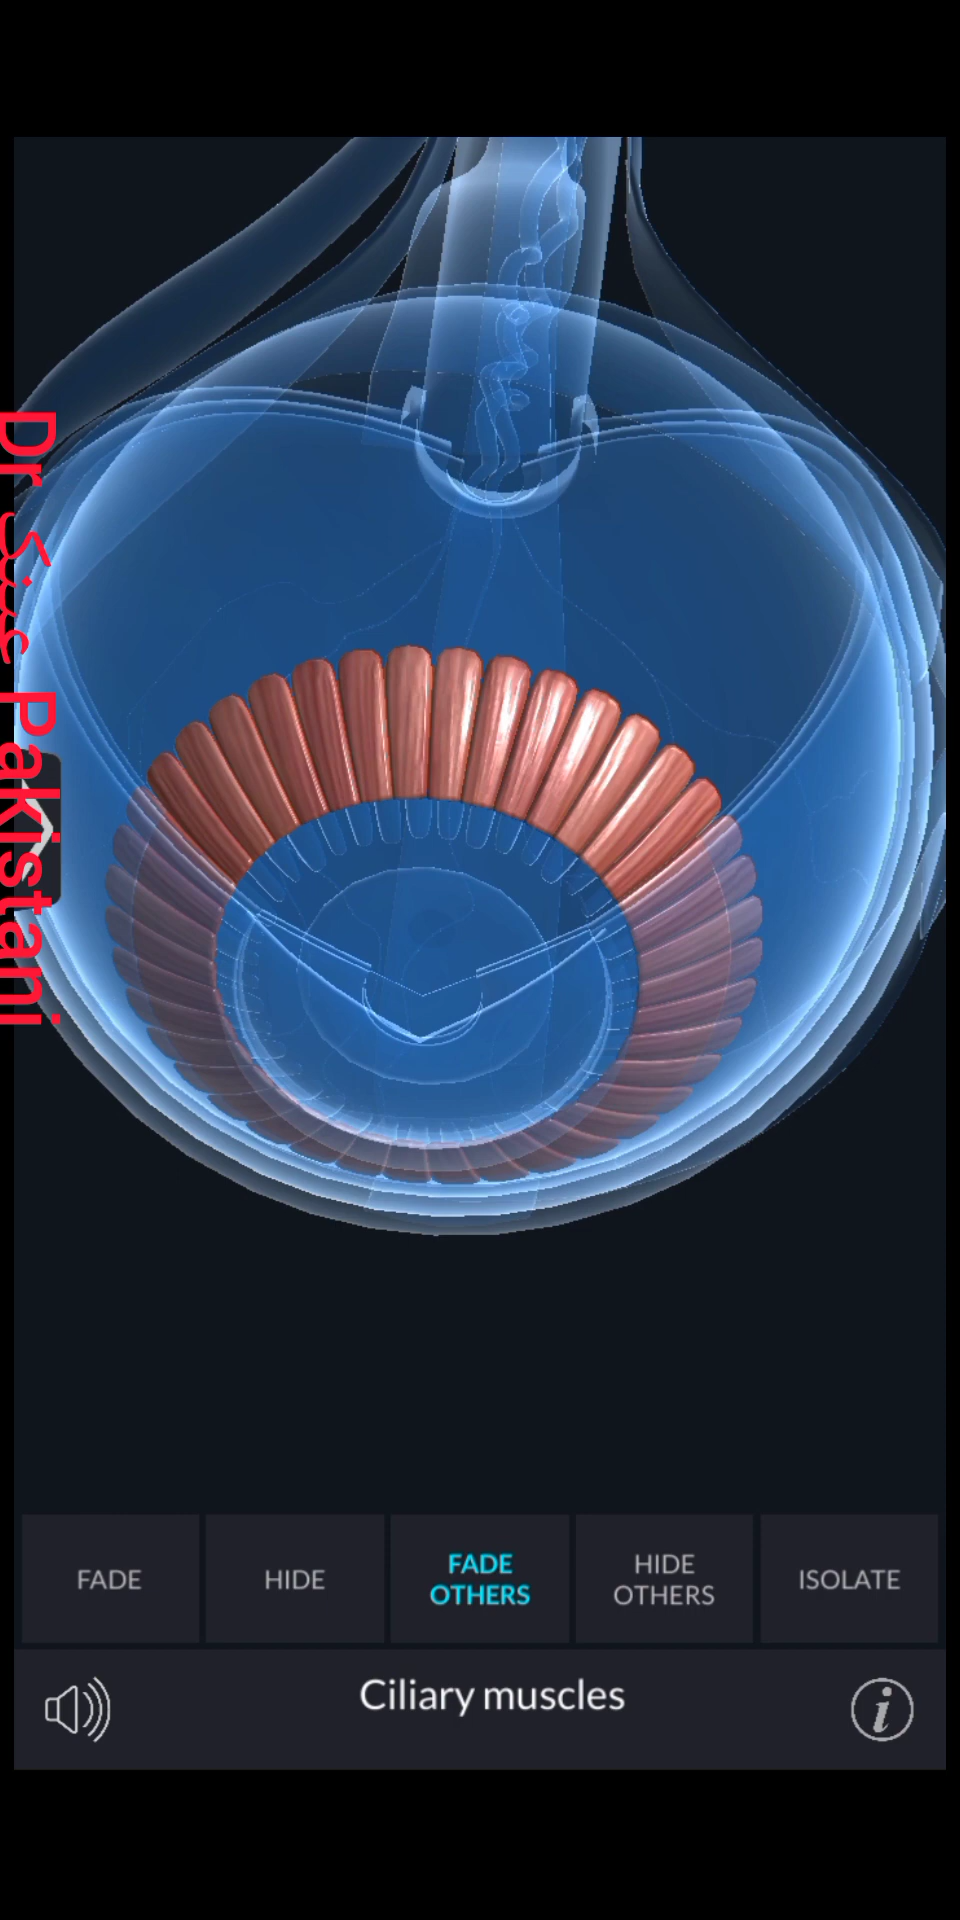 Dr
Pakistani
FADE
HIDE
FADE
OTHERS
HIDE
OTHERS
ISOLATE
Ciliary muscles